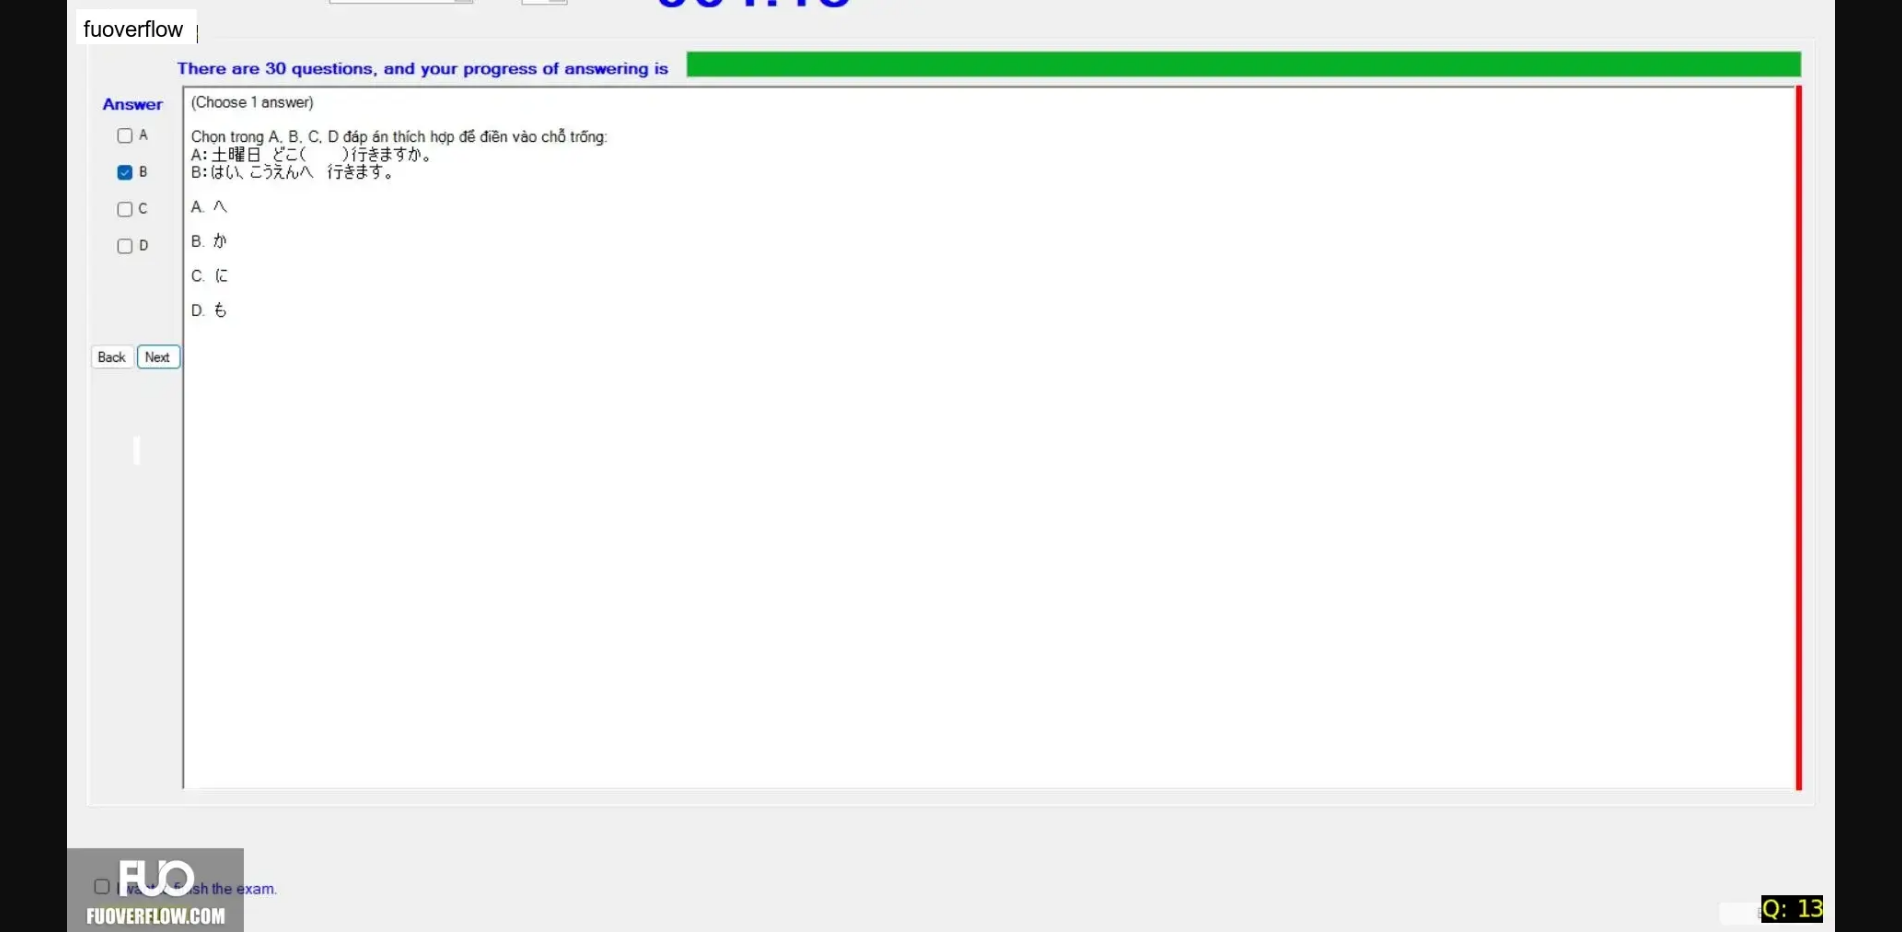 fuoverflow
There are 30 questions, and your progress of answering is
Answer
(Choose 1 answer)
A
Chọn trong A, B, C, D đáp án thích hợp để điền vào chỗ trống:
A: 土曜日 どこ( )行きますか。
B
B: はい、こうえんへ 行きます。
C
A. へ
D
B. か
C. に
D. も
Back
Next
FUO
finish the exam.
FUOVERFLOW.COM
Q: 13